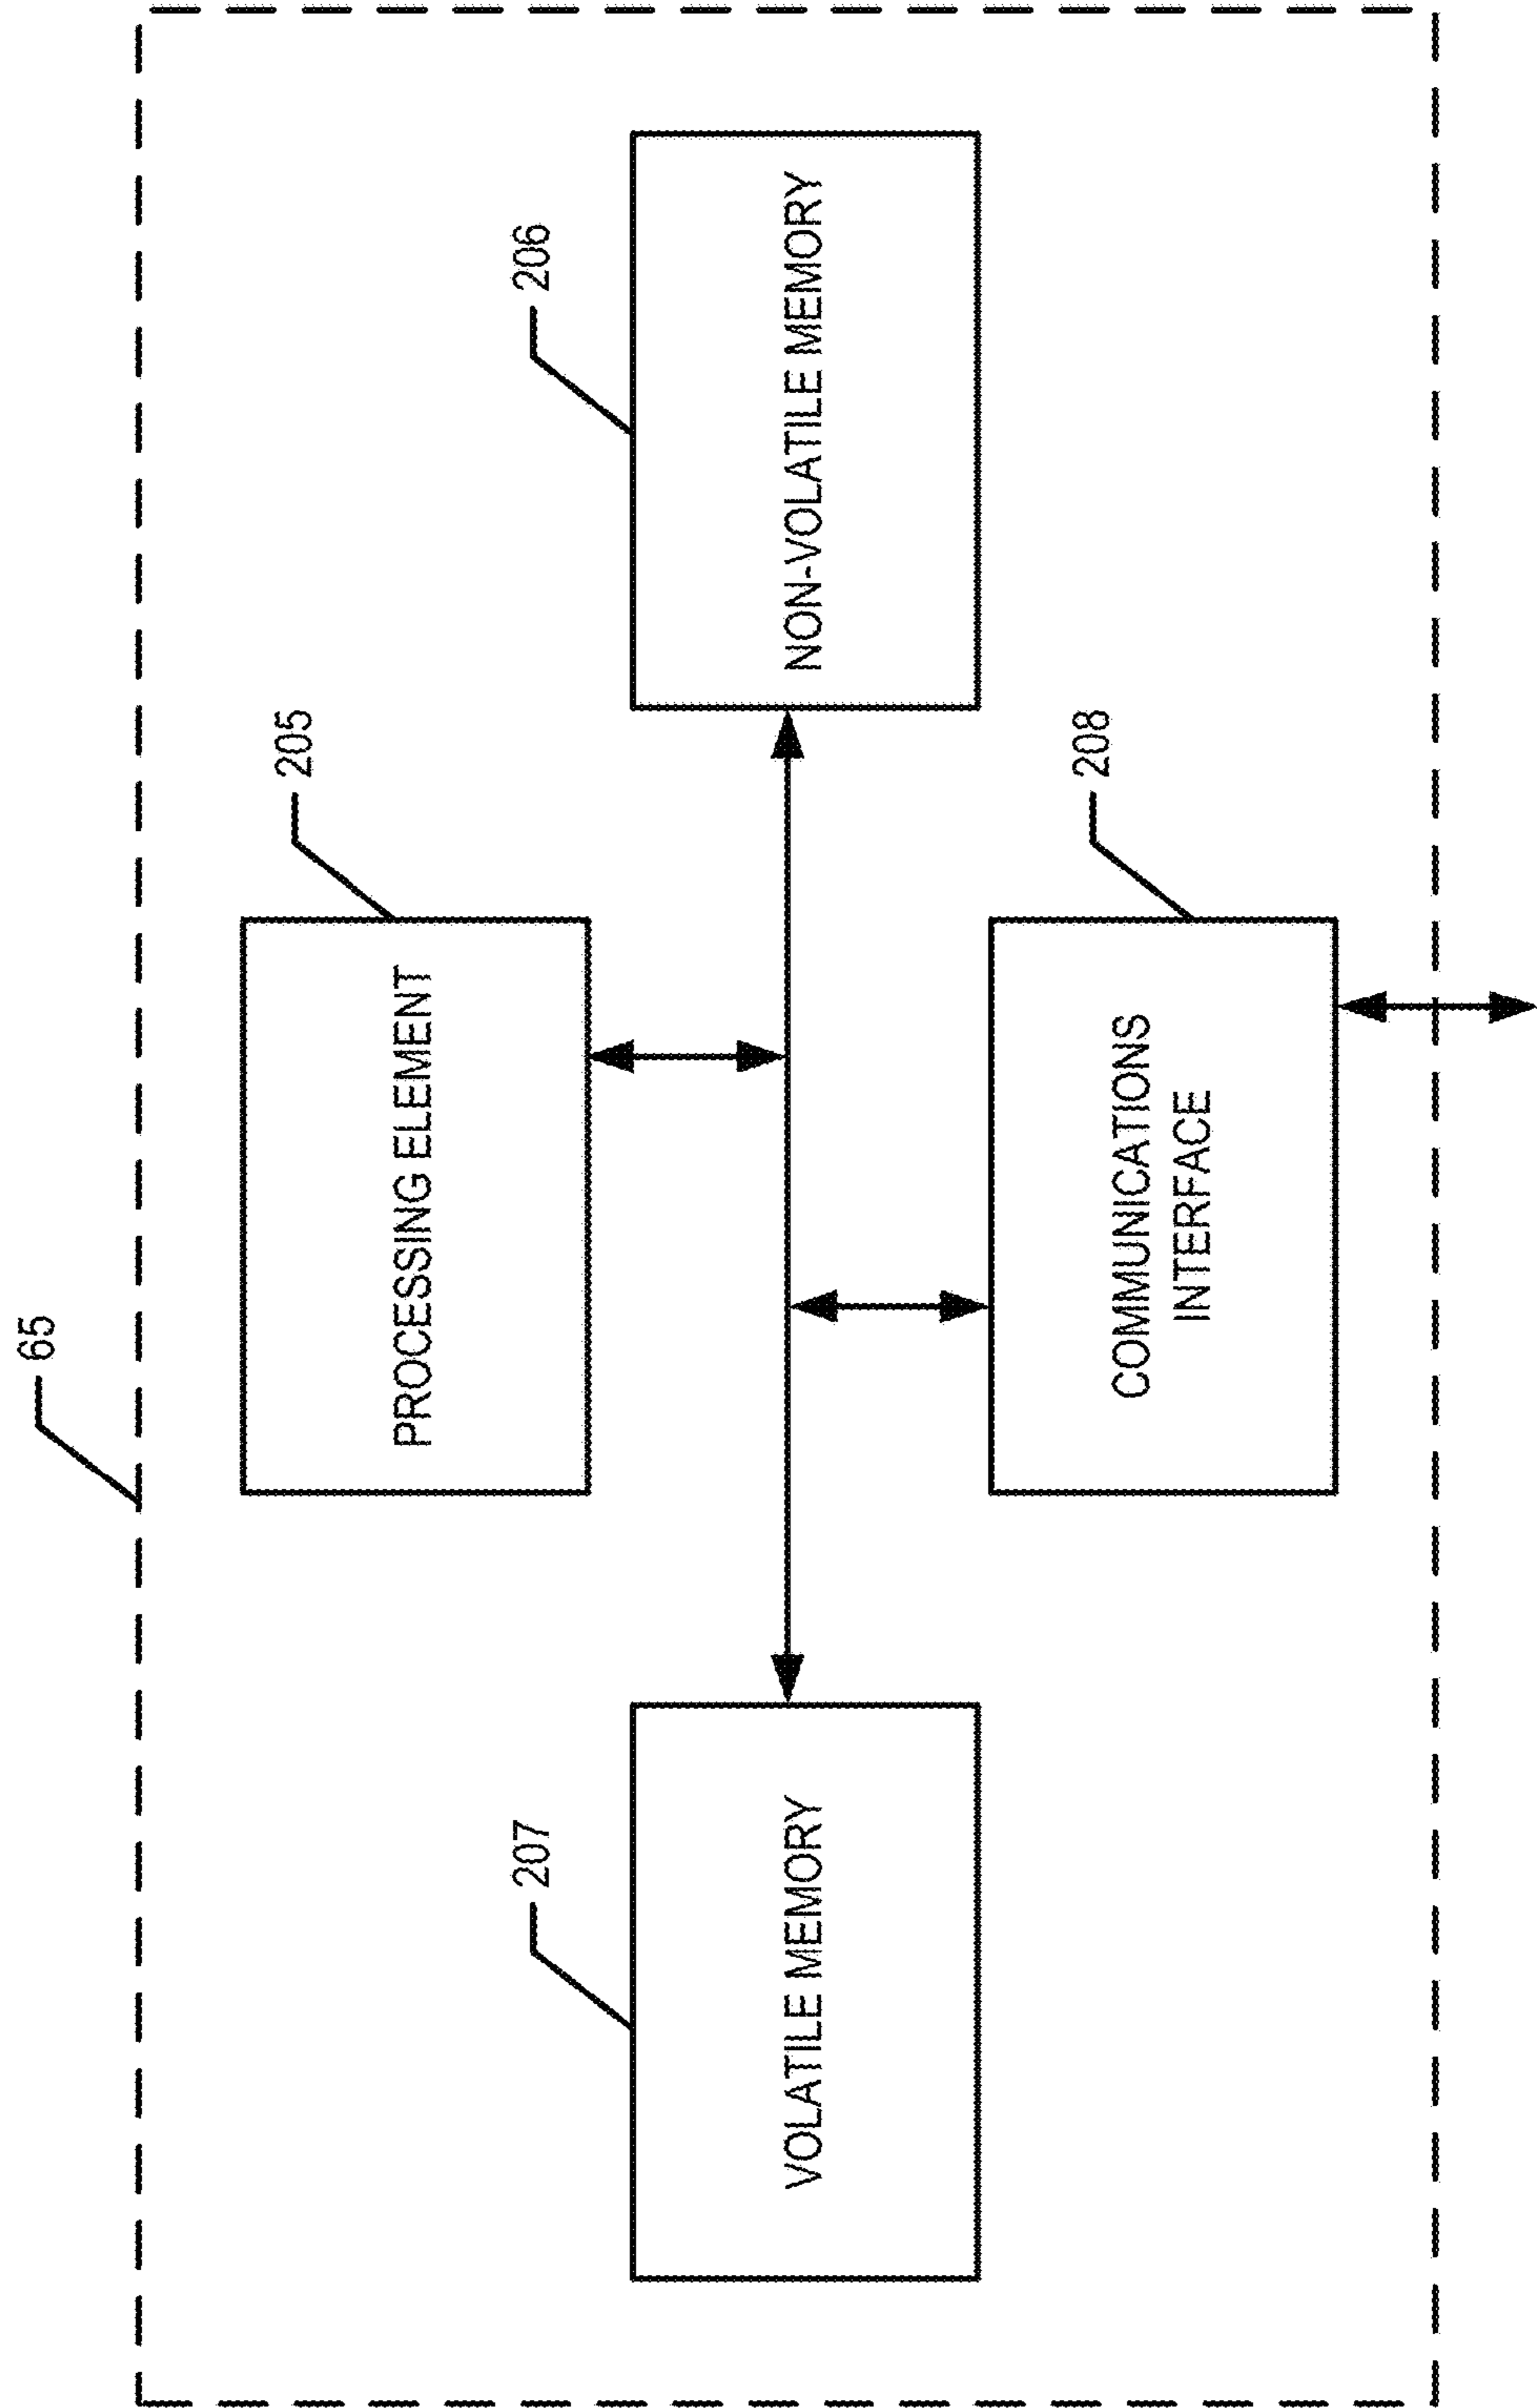 65
205
PROCESSING ELEMENT
207
VOLATILE MEMORY
206
NON-VOLATILE MEMORY
208
COMMUNICATIONS
INTERFACE